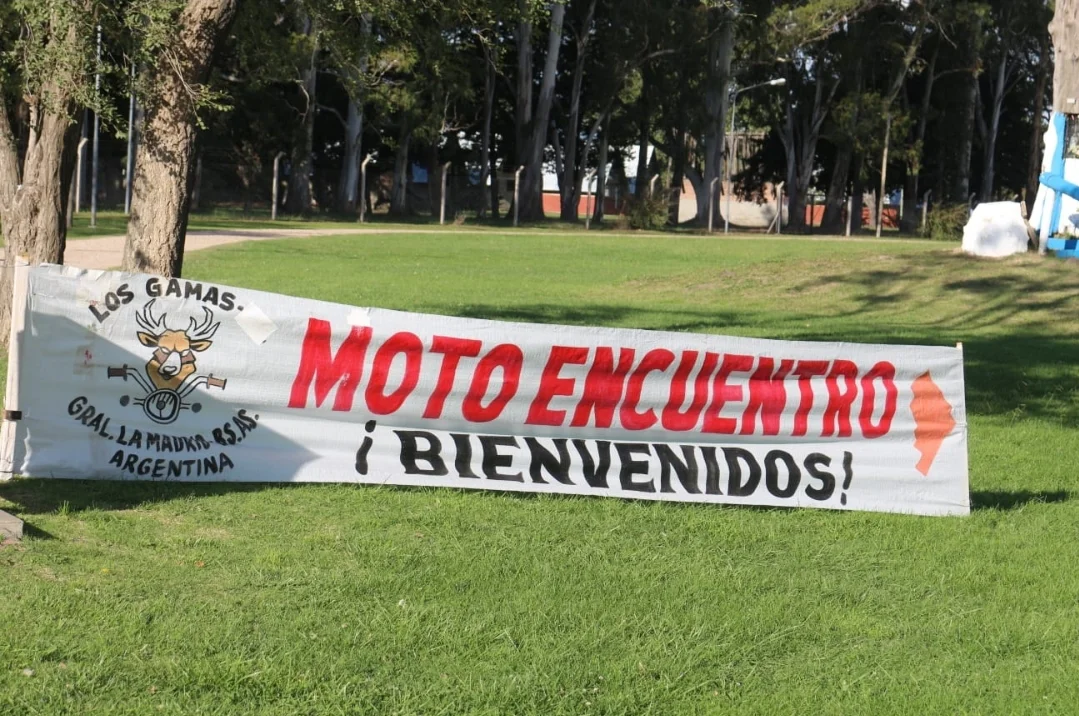 LOS GAMAS.
GRAL. LA MADRID. BS. AS.
ARGENTINA
MOTO ENCUENTRO
¡BIENVENIDOS!